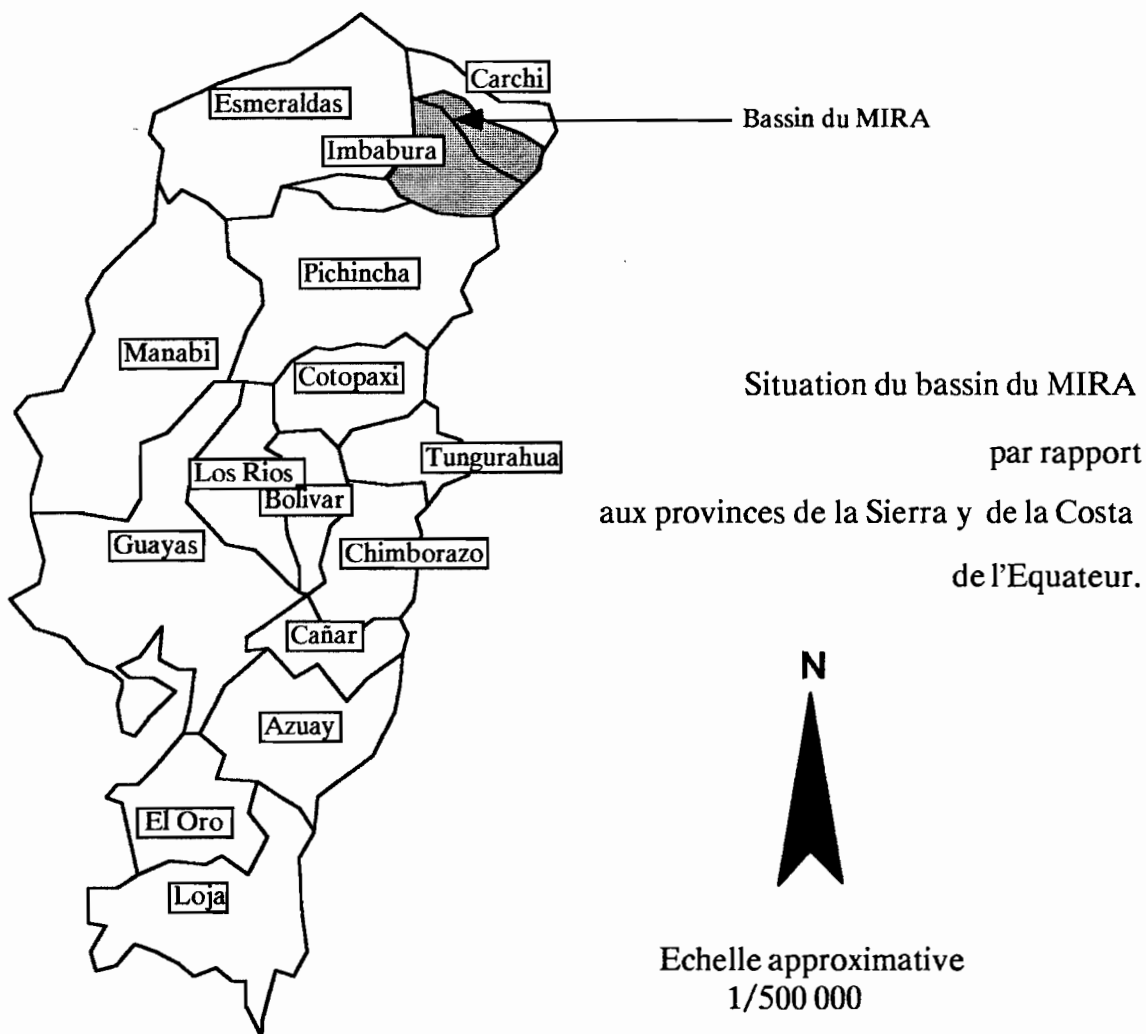 Carchi
Esmeraldas
Bassin du MIRA
Imbabura
Pichincha
Manabi
Cotopaxi
Situation du bassin du MIRA
par rapport
aux provinces de la Sierra y de la Costa
de l'Equateur.
Tungurahua
Los Rios
Bolivar
Guayas
Chimborazo
Cañar
N
Azuay
El Oro
Loja
Echelle approximative
1/500 000